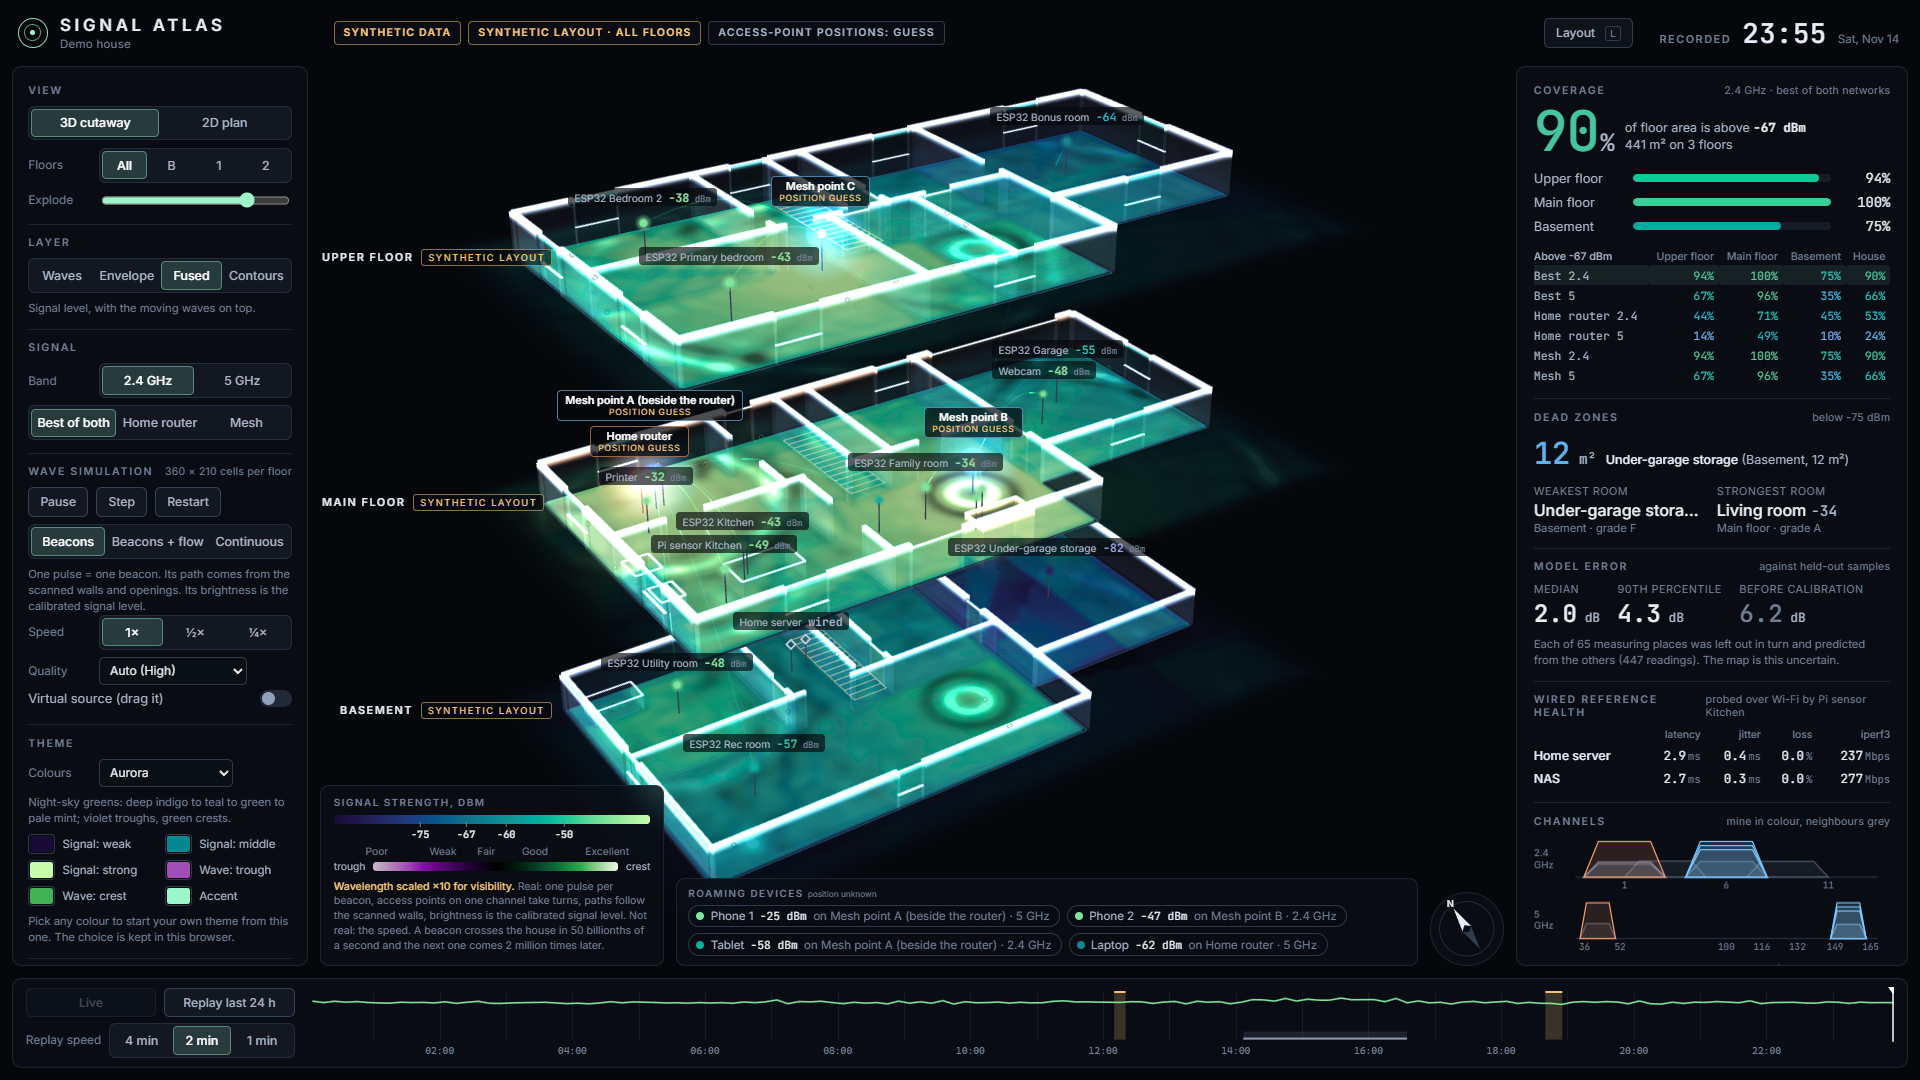 SIGNAL ATLAS
Demo house
SYNTHETIC DATA
SYNTHETIC LAYOUT · ALL FLOORS
ACCESS-POINT POSITIONS: GUESS
Layout L
RECORDED 23:55 Sat, Nov 14
VIEW
3D cutaway 2D plan
Floors All B 1 2
Explode
LAYER
Waves Envelope Fused Contours
Signal level, with the moving waves on top.
SIGNAL
Band 2.4 GHz 5 GHz
Best of both Home router Mesh
WAVE SIMULATION 360 × 210 cells per floor
Pause Step Restart
Beacons Beacons + flow Continuous
One pulse = one beacon. Its path comes from the
scanned walls and openings. Its brightness is the
calibrated signal level.
Speed 1× ½× ¼×
Quality Auto (High)
Virtual source (drag it)
THEME
Colours Aurora
Night-sky greens: deep indigo to teal to green to
pale mint; violet troughs, green crests.
Signal: weak Signal: middle
Signal: strong Wave: trough
Wave: crest Accent
Pick any colour to start your own theme from this
one. The choice is kept in this browser.
ESP32 Bonus room -64 dBm
Mesh point C
POSITION GUESS
ESP32 Bedroom 2 -38 dBm
UPPER FLOOR SYNTHETIC LAYOUT
ESP32 Primary bedroom -43 dBm
ESP32 Garage -55 dBm
Webcam -48 dBm
Mesh point A (beside the router)
POSITION GUESS
Mesh point B
POSITION GUESS
Home router
POSITION GUESS
ESP32 Family room -34 dBm
Printer -32 dBm
MAIN FLOOR SYNTHETIC LAYOUT
ESP32 Kitchen -43 dBm
Pi sensor Kitchen -49 dBm
ESP32 Under-garage storage -82 dBm
Home server wired
ESP32 Utility room -48 dBm
BASEMENT SYNTHETIC LAYOUT
ESP32 Rec room -57 dBm
SIGNAL STRENGTH, DBM
-75 -67 -60 -50
Poor Weak Fair Good Excellent
trough crest
Wavelength scaled ×10 for visibility. Real: one pulse per
beacon, access points on one channel take turns, paths follow
the scanned walls, brightness is the calibrated signal level. Not
real: the speed. A beacon crosses the house in 50 billionths of
a second and the next one comes 2 million times later.
ROAMING DEVICES position unknown
Phone 1 -25 dBm on Mesh point A (beside the router) · 5 GHz
Phone 2 -47 dBm on Mesh point B · 2.4 GHz
Tablet -58 dBm on Mesh point A (beside the router) · 2.4 GHz
Laptop -62 dBm on Home router · 5 GHz
N
COVERAGE 2.4 GHz · best of both networks
90% of floor area is above -67 dBm
441 m² on 3 floors
Upper floor 94%
Main floor 100%
Basement 75%
Above -67 dBm Upper floor Main floor Basement House
Best 2.4 94% 100% 75% 90%
Best 5 67% 96% 35% 66%
Home router 2.4 44% 71% 45% 53%
Home router 5 14% 49% 10% 24%
Mesh 2.4 94% 100% 75% 90%
Mesh 5 67% 96% 35% 66%
DEAD ZONES below -75 dBm
12 m² Under-garage storage (Basement, 12 m²)
WEAKEST ROOM STRONGEST ROOM
Under-garage stora... Living room -34
Basement · grade F Main floor · grade A
MODEL ERROR against held-out samples
MEDIAN 90TH PERCENTILE BEFORE CALIBRATION
2.0 dB 4.3 dB 6.2 dB
Each of 65 measuring places was left out in turn and predicted
from the others (447 readings). The map is this uncertain.
WIRED REFERENCE HEALTH
probed over Wi-Fi by Pi sensor Kitchen
latency jitter loss iperf3
Home server 2.9 ms 0.4 ms 0.0 % 237 Mbps
NAS 2.7 ms 0.3 ms 0.0 % 277 Mbps
CHANNELS mine in colour, neighbours grey
2.4 GHz
1 6 11
5 GHz
36 52 100 116 132 149 165
Live Replay last 24 h
Replay speed 4 min 2 min 1 min
02:00 04:00 06:00 08:00 10:00 12:00 14:00 16:00 18:00 20:00 22:00